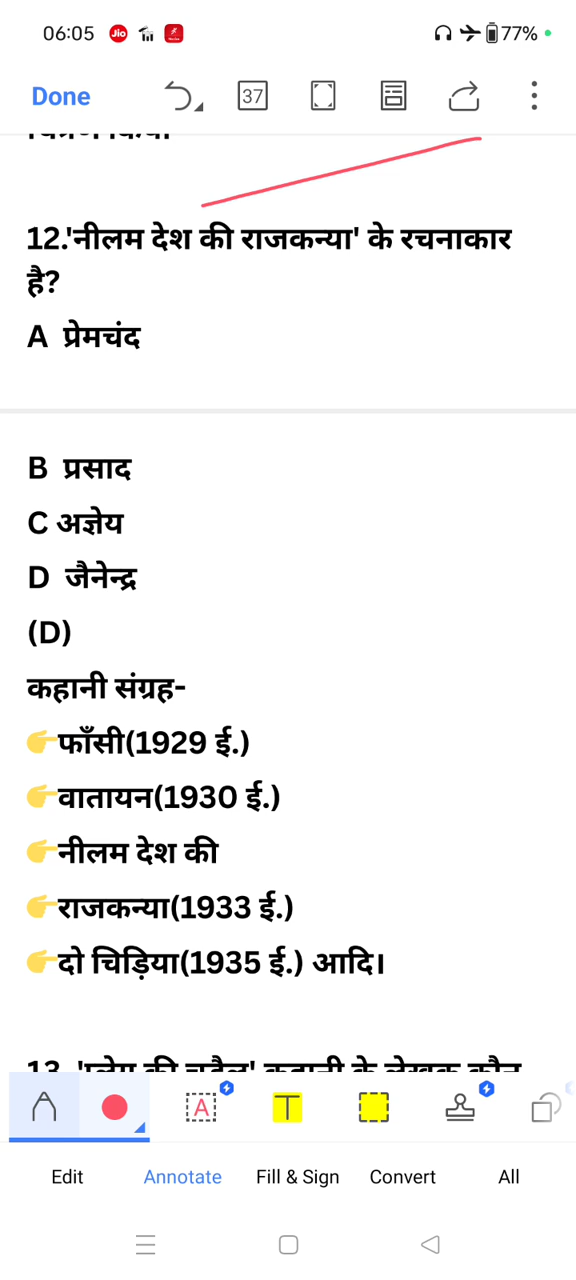 06:05
77%
Done
37
12.'नीलम देश की राजकन्या' के रचनाकार
है?
A प्रेमचंद
B प्रसाद
C अज्ञेय
D जैनेन्द्र
(D)
कहानी संग्रह-
👉फाँसी(1929 ई.)
👉वातायन(1930 ई.)
👉नीलम देश की
👉राजकन्या(1933 ई.)
👉दो चिड़िया(1935 ई.) आदि।
Edit
Annotate
Fill & Sign
Convert
All